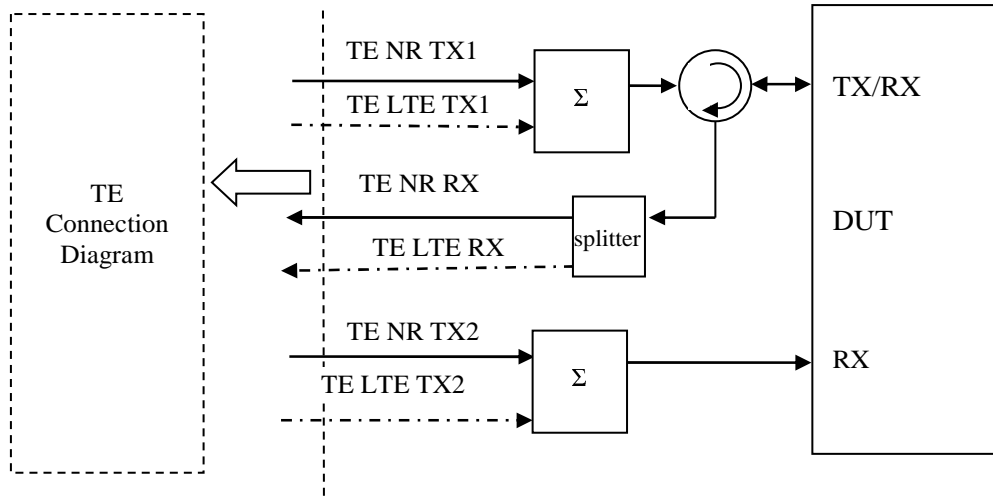 TE
Connection
Diagram
TE NR TX1
TE LTE TX1
Σ
TE NR RX
TE LTE RX
splitter
TE NR TX2
TE LTE TX2
Σ
TX/RX
DUT
RX